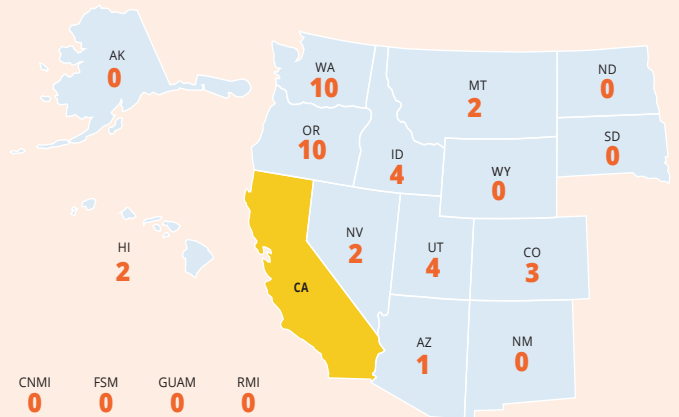 AK
0
WA
10
OR
10
ID
4
MT
2
ND
0
SD
0
WY
0
HI
2
CA
NV
2
UT
4
CO
3
AZ
1
NM
0
CNMI
0
FSM
0
GUAM
0
RMI
0